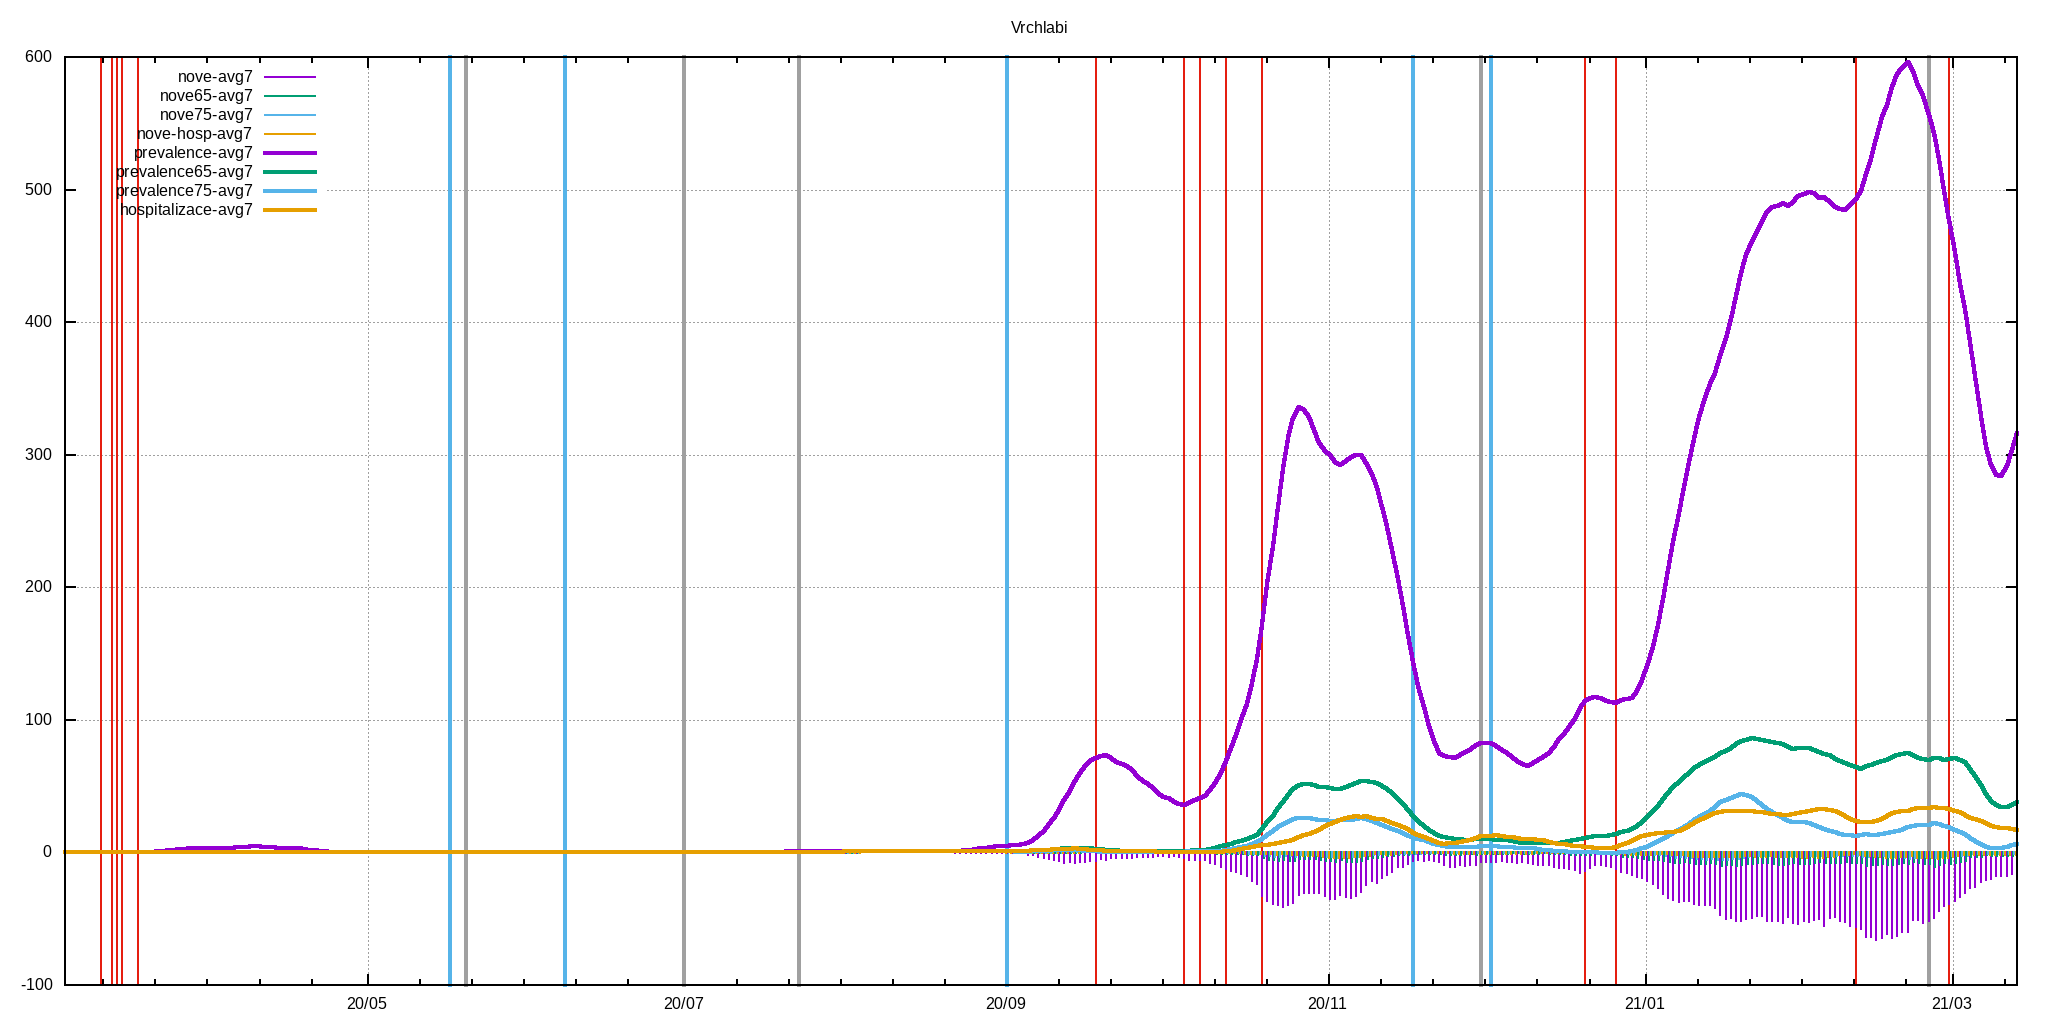 Vrchlabi
600
500
400
300
200
100
0
-100
nove-avg7
nove65-avg7
nove75-avg7
nove-hosp-avg7
prevalence-avg7
prevalence65-avg7
prevalence75-avg7
hospitalizace-avg7
20/05 20/07 20/09 20/11 21/01 21/03